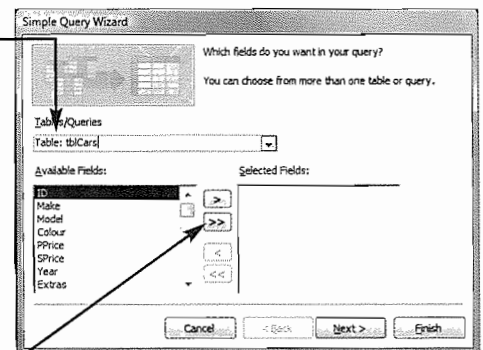 Simple Query Wizard
Which fields do you want in your query?
You can choose from more than one table or query.
Tables/Queries
Table: tblCars
Available Fields:
Selected Fields:
ID
Make
Model
Colour
PPrice
SPrice
Year
Extras
>
>>
<
<<
Cancel
< Back
Next >
Finish